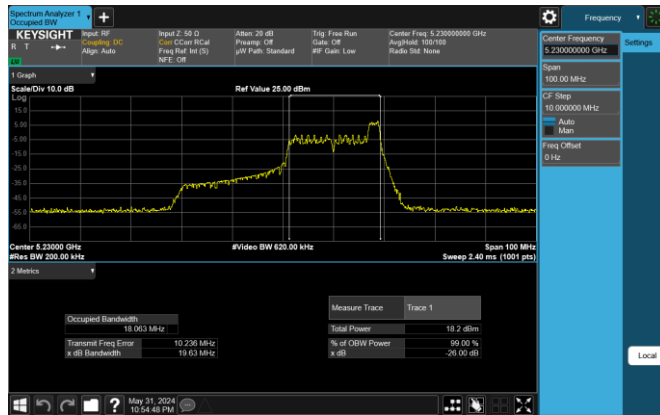 Spectrum Analyzer 1
Occupied BW
Frequency
KEYSIGHT
R T
Input: RF
Coupling: DC
Align: Auto
Input Z: 50 Ω
Corr CCorr RCal
Freq Ref: Int (S)
NFE: Off
Atten: 20 dB
Preamp: Off
µW Path: Standard
Trig: Free Run
Gate: Off
#IF Gain: Low
Center Freq: 5.230000000 GHz
Avg|Hold: 100/100
Radio Std: None
Center Frequency
5.230000000 GHz
Settings
Span
100.00 MHz
CF Step
10.000000 MHz
Auto
Man
Freq Offset
0 Hz
1 Graph
Scale/Div 10.0 dB
Ref Value 25.00 dBm
Log
15.0
5.00
-5.00
-15.0
-25.0
-35.0
-45.0
-55.0
-65.0
Center 5.23000 GHz
#Video BW 620.00 kHz
Span 100 MHz
#Res BW 200.00 kHz
Sweep 2.40 ms (1001 pts)
2 Metrics
Measure Trace
Trace 1
Occupied Bandwidth
18.063 MHz
Total Power
18.2 dBm
Transmit Freq Error
10.236 MHz
% of OBW Power
99.00 %
x dB Bandwidth
19.63 MHz
x dB
-26.00 dB
Local
May 31, 2024
10:54:48 PM